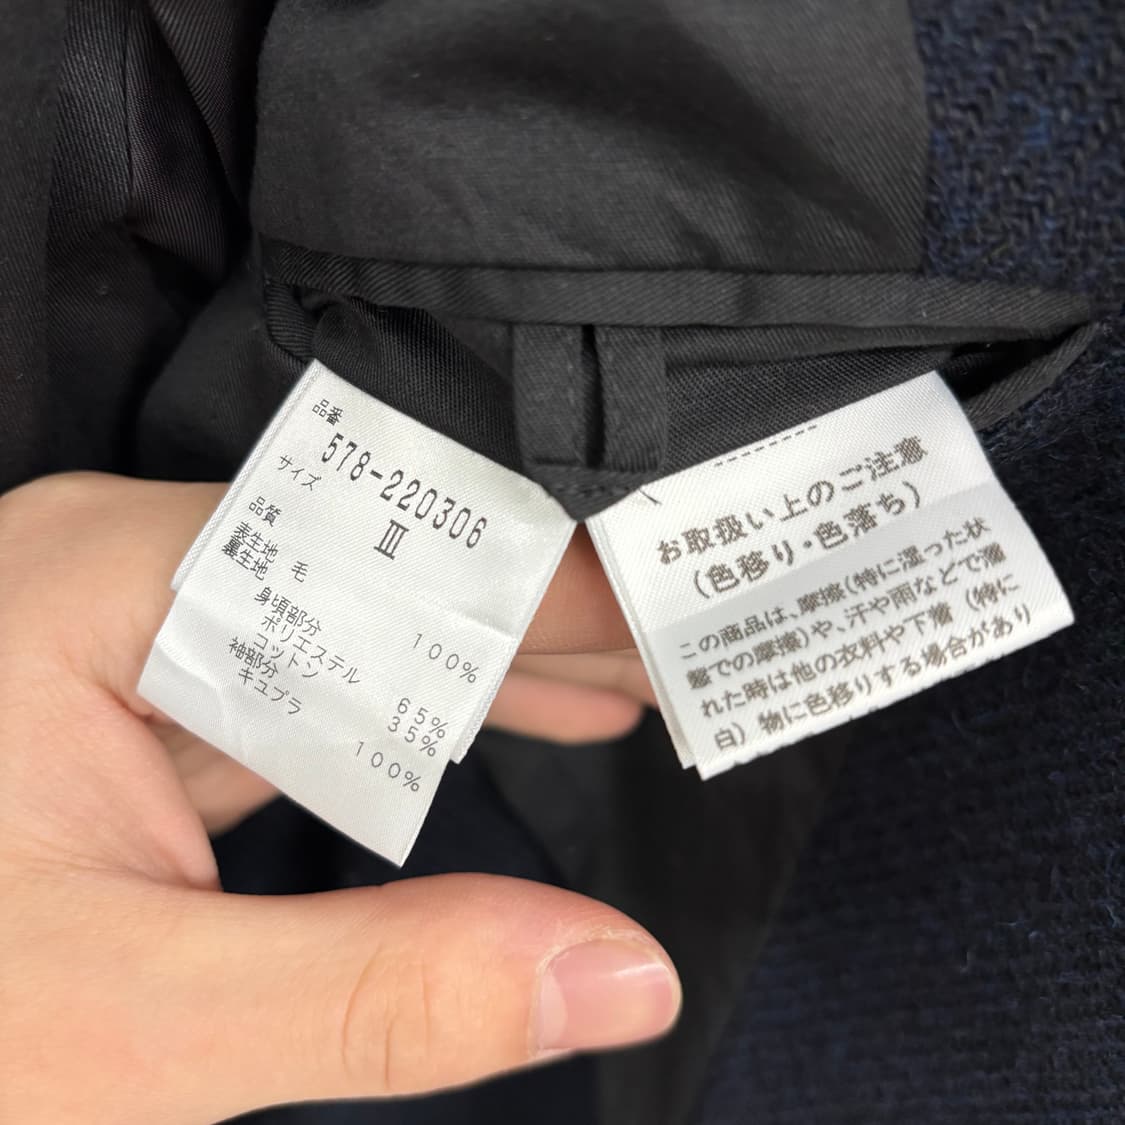 品番
578-220306
サイズ
Ⅲ
品質
表生地 毛 100%
裏生地
身頃部分
ポリエステル 65%
コットン 35%
袖部分
キュプラ 100%
お取扱い上のご注意
(色移り・色落ち)
この商品は、摩擦(特に湿った状
態での摩擦)や、汗や雨などで濡
れた時は他の衣料や下着(特に
白)物に色移りする場合があり